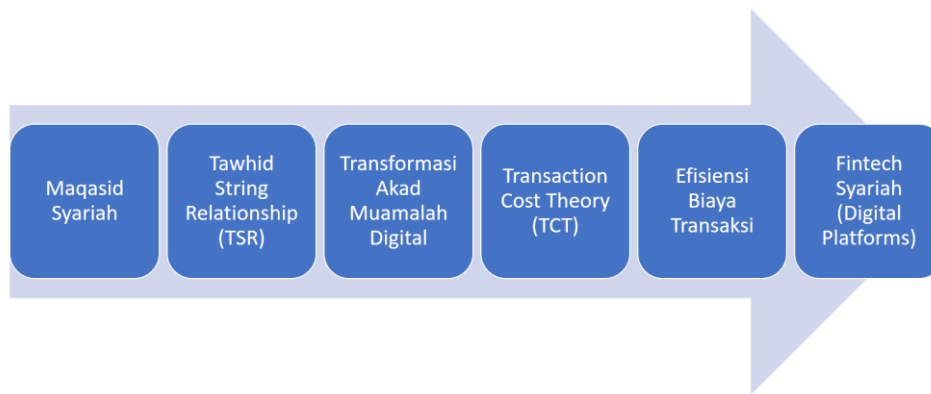 Maqasid
Syariah
Tawhid
String
Relationship
(TSR)
Transformasi
Akad
Muamalah
Digital
Transaction
Cost Theory
(TCT)
Efisiensi
Biaya
Transaksi
Fintech
Syariah
(Digital
Platforms)